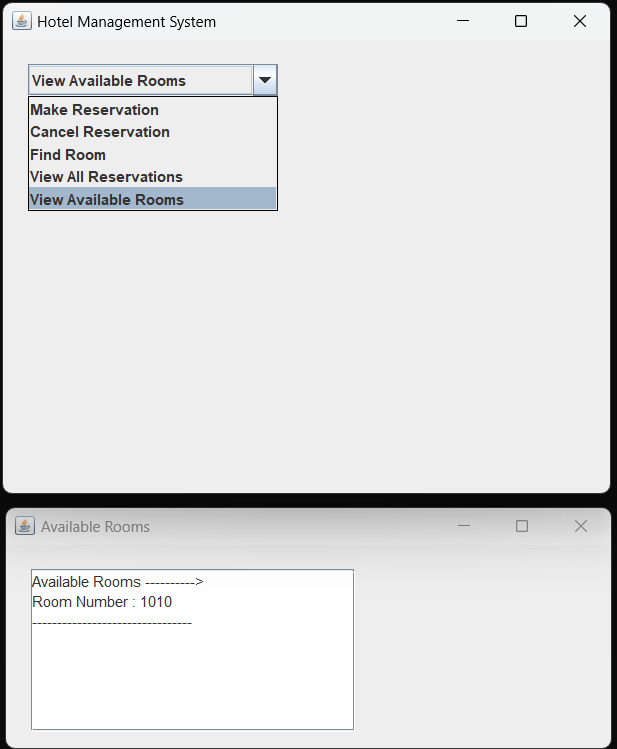 Hotel Management System
View Available Rooms
Make Reservation
Cancel Reservation
Find Room
View All Reservations
View Available Rooms
Available Rooms
Available Rooms ---------->
Room Number : 1010
--------------------------------